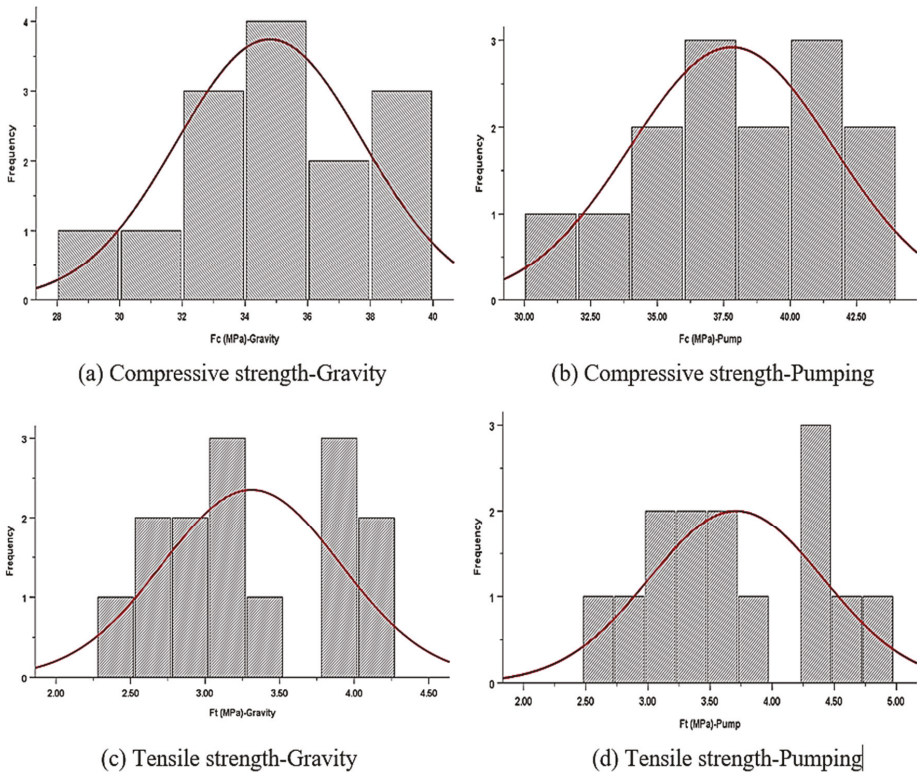 4
3
2
1
0
Frequency
28 30 32 34 36 38 40
Fc (MPa)-Gravity
(a) Compressive strength-Gravity
3
2
1
0
Frequency
30.00 32.50 35.00 37.50 40.00 42.50
Fc (MPa)-Pump
(b) Compressive strength-Pumping
3
2
1
0
Frequency
2.00 2.50 3.00 3.50 4.00 4.50
Ft (MPa)-Gravity
(c) Tensile strength-Gravity
3
2
1
0
Frequency
2.00 2.50 3.00 3.50 4.00 4.50 5.00
Ft (MPa)-Pump
(d) Tensile strength-Pumping